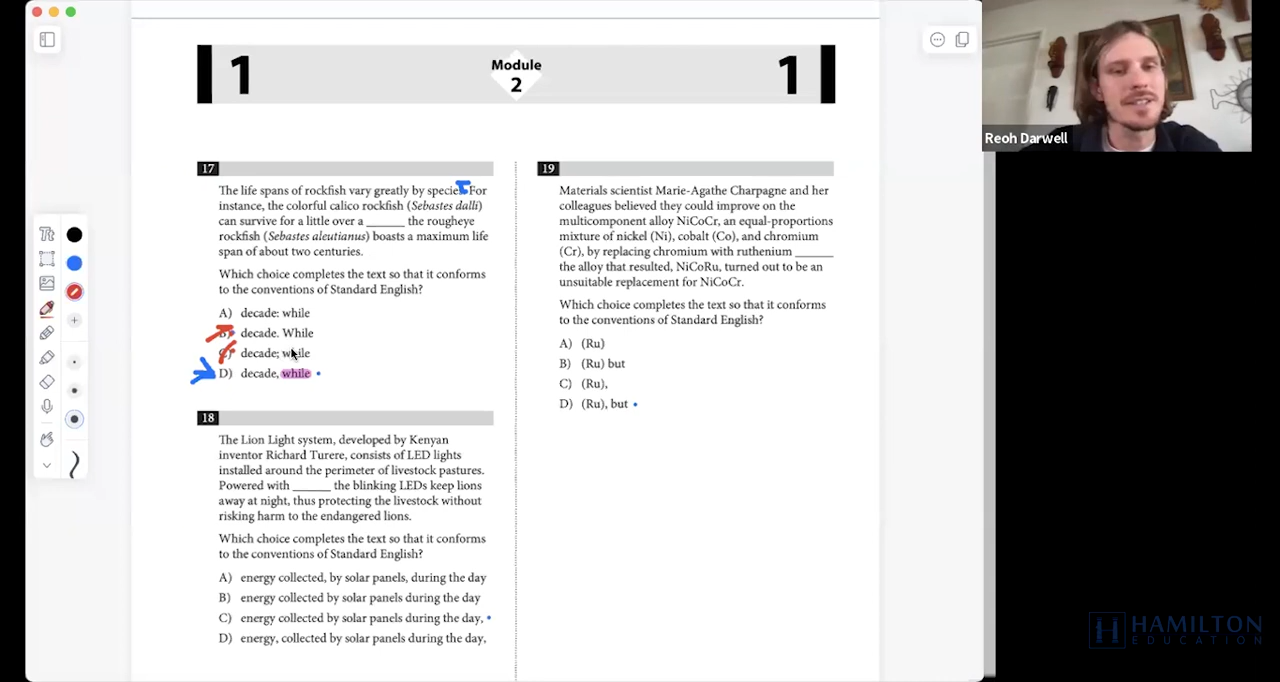 1
Module
2
1
17
The life spans of rockfish vary greatly by species. For
instance, the colorful calico rockfish (Sebastes dalli)
can survive for a little over a ______ the rougheye
rockfish (Sebastes aleutianus) boasts a maximum life
span of about two centuries.
Which choice completes the text so that it conforms
to the conventions of Standard English?
A) decade: while
B) decade. While
C) decade; while
D) decade, while
18
The Lion Light system, developed by Kenyan
inventor Richard Turere, consists of LED lights
installed around the perimeter of livestock pastures.
Powered with ______ the blinking LEDs keep lions
away at night, thus protecting the livestock without
risking harm to the endangered lions.
Which choice completes the text so that it conforms
to the conventions of Standard English?
A) energy collected, by solar panels, during the day
B) energy collected by solar panels during the day
C) energy collected by solar panels during the day,
D) energy, collected by solar panels during the day,
19
Materials scientist Marie-Agathe Charpagne and her
colleagues believed they could improve on the
multicomponent alloy NiCoCr, an equal-proportions
mixture of nickel (Ni), cobalt (Co), and chromium
(Cr), by replacing chromium with ruthenium ______
the alloy that resulted, NiCoRu, turned out to be an
unsuitable replacement for NiCoCr.
Which choice completes the text so that it conforms
to the conventions of Standard English?
A) (Ru)
B) (Ru) but
C) (Ru),
D) (Ru), but
Tt
Reoh Darwell
HAMILTON
EDUCATION